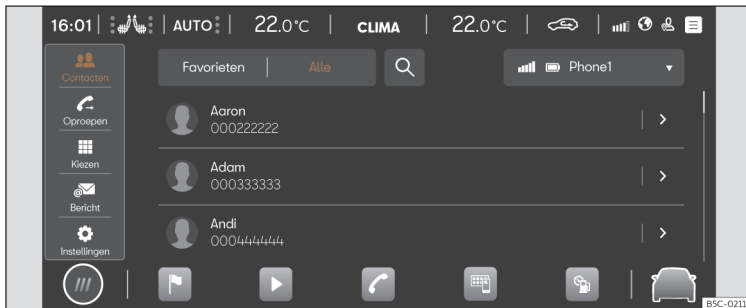 16:01 AUTO 22.0°C CLIMA 22.0°C
Contacten
Oproepen
Kiezen
@
Bericht
Instellingen
Favorieten Alle Phone1
Aaron
000222222
Adam
000333333
Andi
000444444
B5C-0211